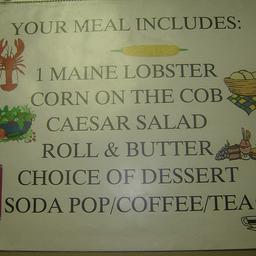 YOUR MEAL INCLUDES:
1 MAINE LOBSTER
CORN ON THE COB
CAESAR SALAD
ROLL & BUTTER
CHOICE OF DESSERT
SODA POP/COFFEE/TEA